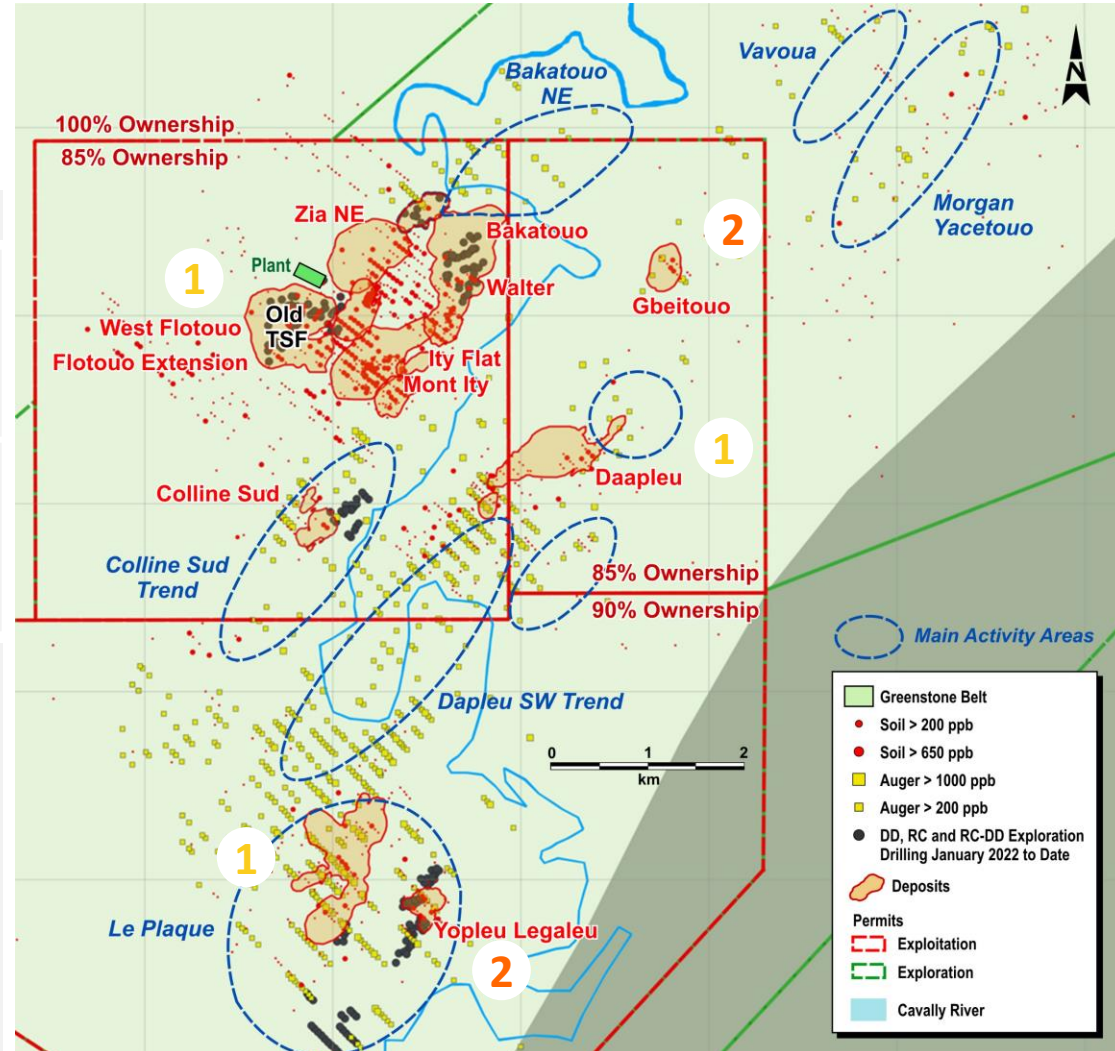 Vavoua
Bakatouo
NE
N
100% Ownership
85% Ownership
Morgan
Yacetouo
Zia NE
Bakatouo
2
1
Plant
Walter
Gbeitouo
Old
TSF
West Flotouo
Flotouo Extension
Ity Flat
Mont Ity
1
Daapleu
Colline Sud
Colline Sud
Trend
85% Ownership
90% Ownership
Main Activity Areas
Dapleu SW Trend
0 1 2
km
Greenstone Belt
Soil > 200 ppb
Soil > 650 ppb
Auger > 1000 ppb
Auger > 200 ppb
DD, RC and RC-DD Exploration
Drilling January 2022 to Date
Deposits
Permits
Exploitation
Exploration
Cavally River
1
Le Plaque
Yopleu Legaleu
2